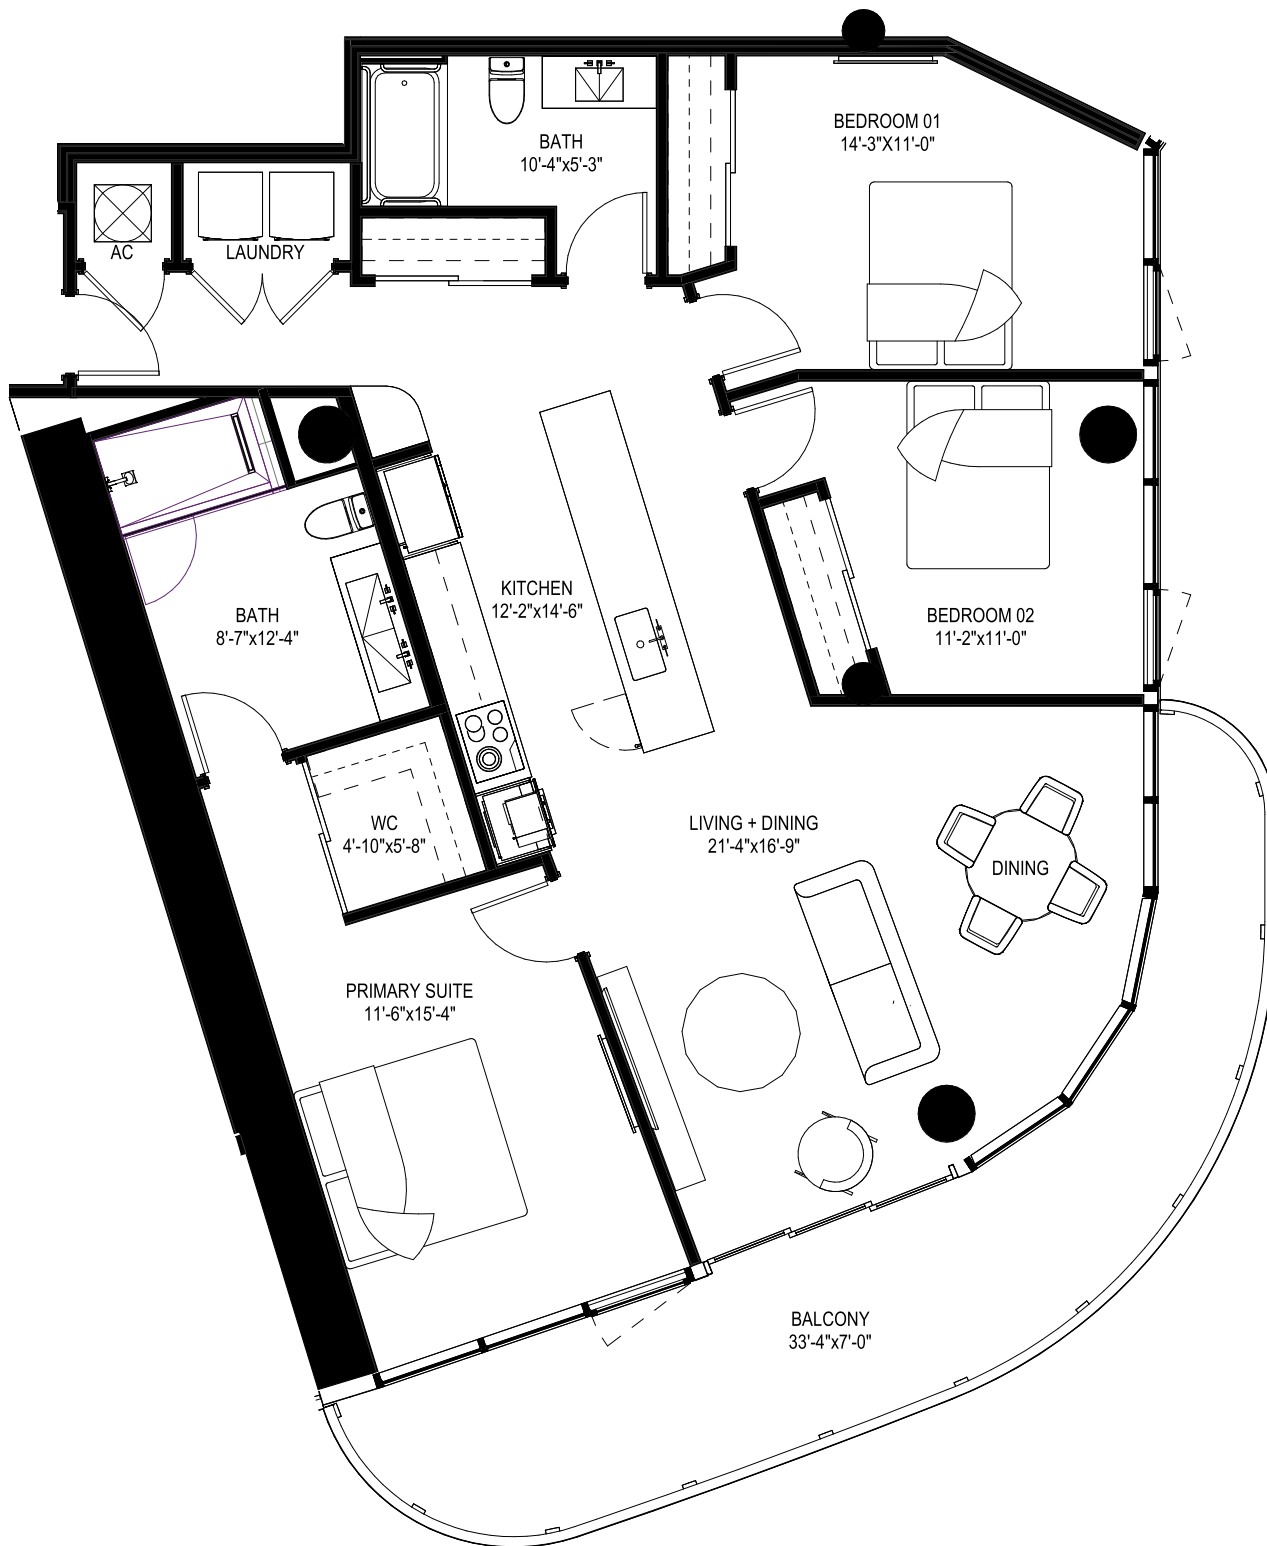 BEDROOM 01
14'-3"X11'-0"
BATH
10'-4"x5'-3"
AC
LAUNDRY
KITCHEN
12'-2"x14'-6"
BATH
8'-7"x12'-4"
BEDROOM 02
11'-2"x11'-0"
WC
4'-10"x5'-8"
LIVING + DINING
21'-4"x16'-9"
DINING
PRIMARY SUITE
11'-6"x15'-4"
BALCONY
33'-4"x7'-0"